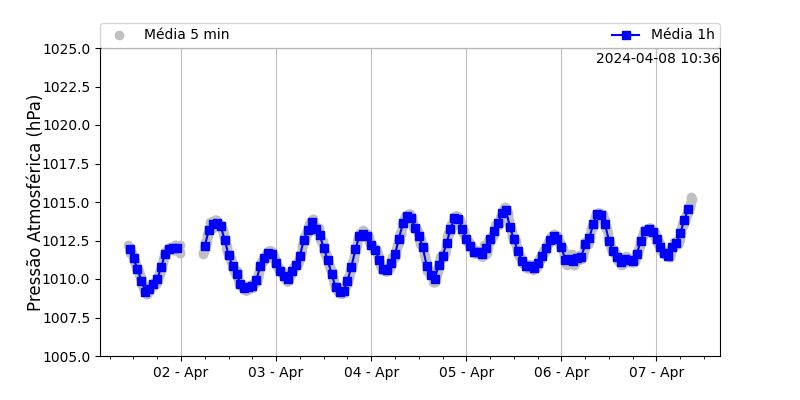 Média 5 min
Média 1h
2024-04-08 10:36
Pressão Atmosférica (hPa)
1025.0
1022.5
1020.0
1017.5
1015.0
1012.5
1010.0
1007.5
1005.0
02 - Apr
03 - Apr
04 - Apr
05 - Apr
06 - Apr
07 - Apr